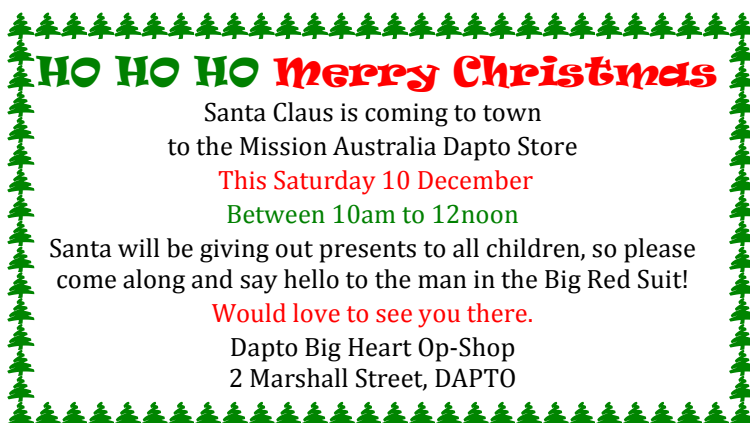 HO HO HO Merry Christmas
Santa Claus is coming to town
to the Mission Australia Dapto Store
This Saturday 10 December
Between 10am to 12noon
Santa will be giving out presents to all children, so please
come along and say hello to the man in the Big Red Suit!
Would love to see you there.
Dapto Big Heart Op-Shop
2 Marshall Street, DAPTO